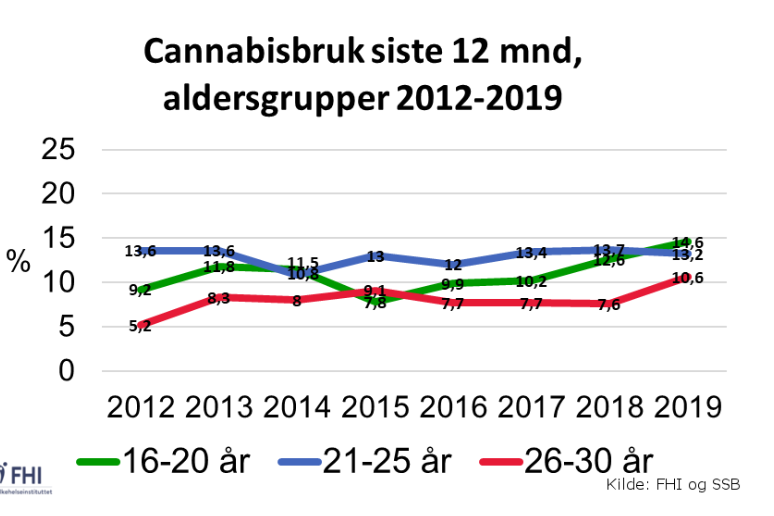 Cannabisbruk siste 12 mnd,
aldersgrupper 2012-2019
25
20
15
%
10
5
0
13,6 13,6 10,8 13 12 13,4 13,7 13,2
9,2 11,8 11,5 7,8 9,9 10,2 12,6 14,6
5,2 8,3 8 9,1 7,7 7,7 7,6 10,6
2012 2013 2014 2015 2016 2017 2018 2019
16-20 år 21-25 år 26-30 år
FHI
lkehelseinstituttet
Kilde: FHI og SSB